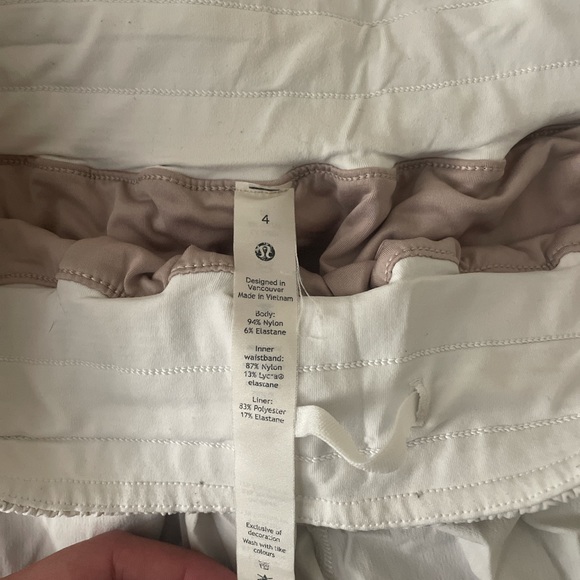 4
Designed in
Vancouver
Made in Vietnam
Body:
94% Nylon
6% Elastane
Inner
waistband:
87% Nylon
13% Lycra®
elastane
Liner:
83% Polyester
17% Elastane
Exclusive of
decoration
Wash with like
colours